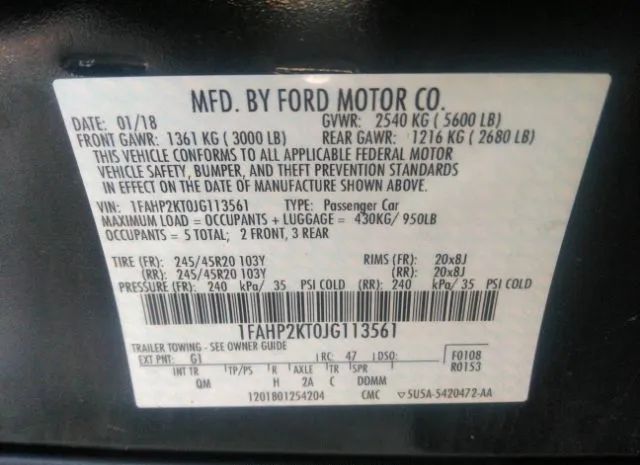 MFD. BY FORD MOTOR CO.
DATE: 01/18 GVWR: 2540 KG ( 5600 LB)
FRONT GAWR: 1361 KG ( 3000 LB) REAR GAWR: 1216 KG ( 2680 LB)
THIS VEHICLE CONFORMS TO ALL APPLICABLE FEDERAL MOTOR
VEHICLE SAFETY, BUMPER, AND THEFT PREVENTION STANDARDS
IN EFFECT ON THE DATE OF MANUFACTURE SHOWN ABOVE.
VIN: 1FAHP2KT0JG113561 TYPE: Passenger Car
MAXIMUM LOAD = OCCUPANTS + LUGGAGE = 430KG/ 950LB
OCCUPANTS = 5 TOTAL; 2 FRONT, 3 REAR
TIRE (FR): 245/45R20 103Y RIMS (FR): 20x8J
(RR): 245/45R20 103Y (RR): 20x8J
PRESSURE (FR): 240 kPa/ 35 PSI COLD (RR): 240 kPa/ 35 PSI COLD
1FAHP2KT0JG113561
TRAILER TOWING - SEE OWNER GUIDE
EXT PNT: G1 RC: 47 DSO: F0108
INT TR TP/PS R AXLE TR SPR R0153
QM H 2A C DDMM
1201801254204 CMC ▽5U5A-5420472-AA